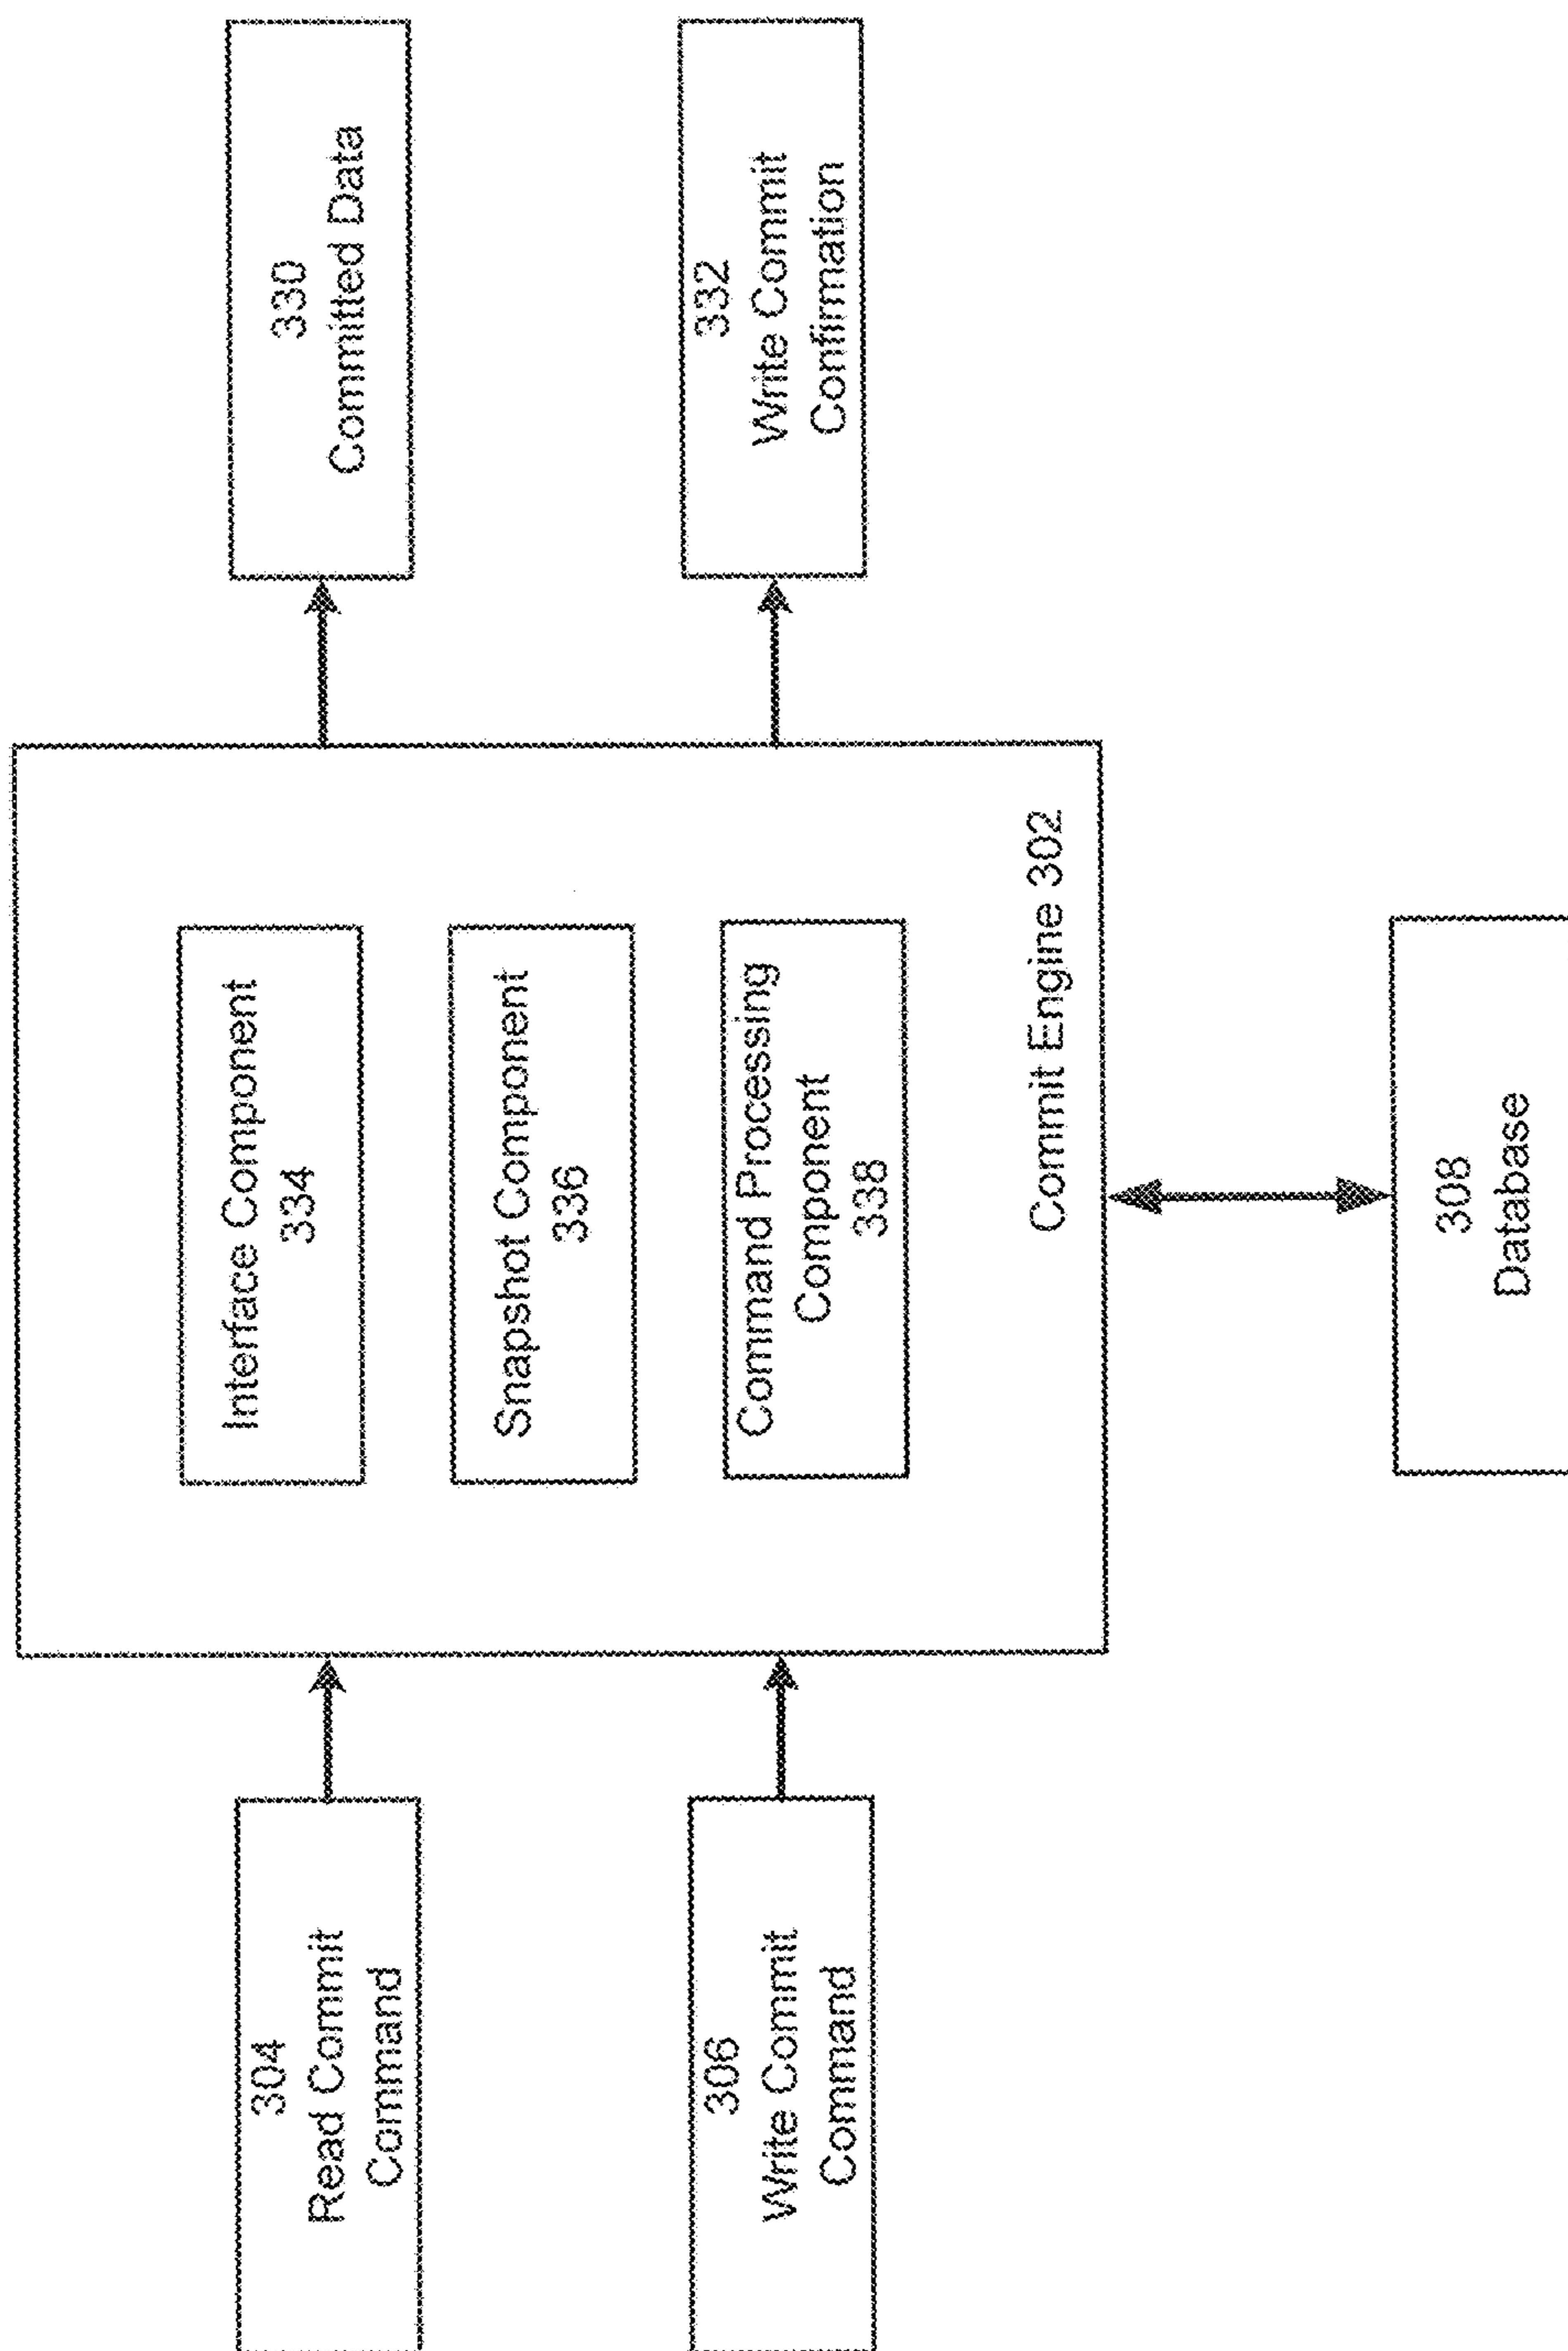 304
Read Commit
Command
306
Write Commit
Command
Interface Component
334
Snapshot Component
336
Command Processing
Component
338
Commit Engine 302
330
Committed Data
332
Write Commit
Confirmation
308
Database